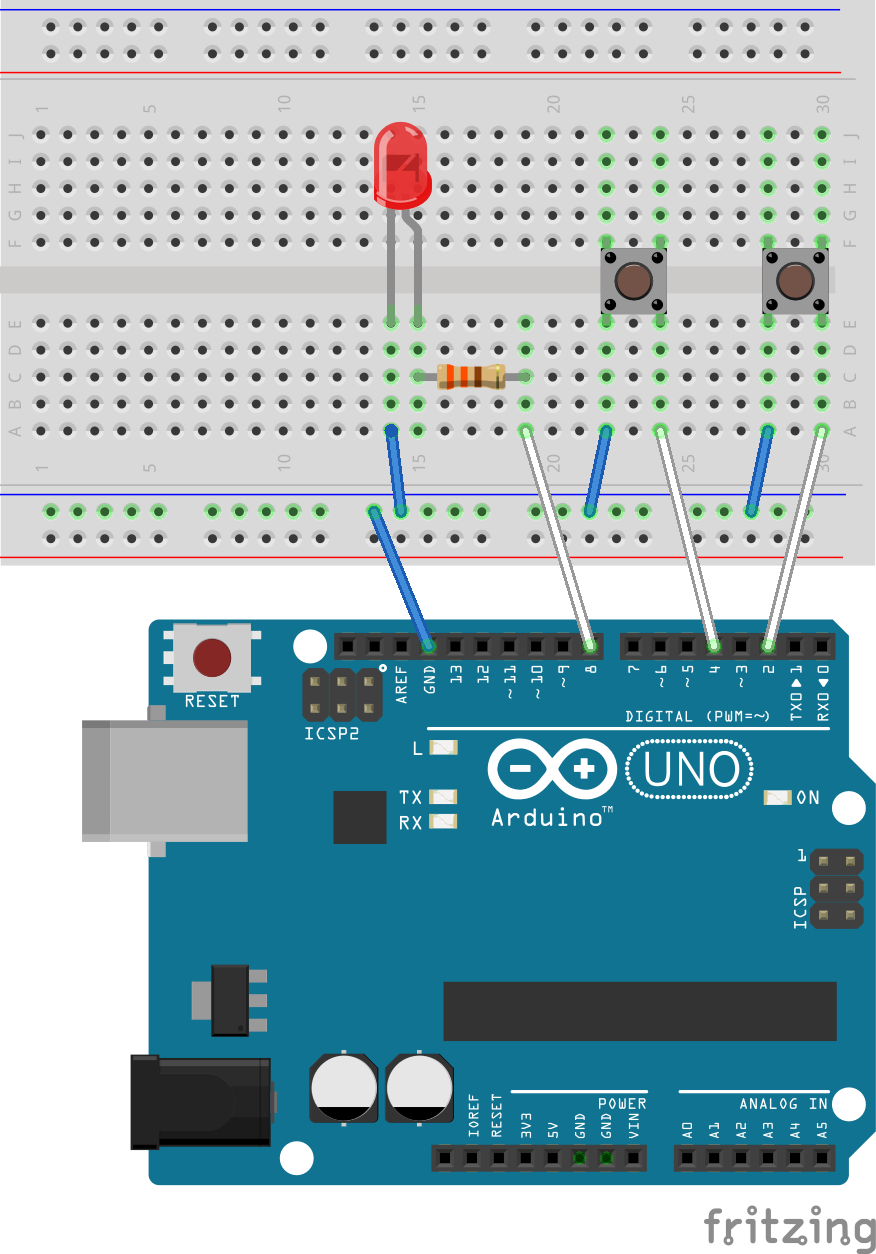 1 5 10 15 20 25 30
J J
I I
H H
G G
F F
E E
D D
C C
B B
A A
1 5 10 15 20 25 30
RESET
ICSP2
AREF
GND
13
12
~11
~10
~9
8
7
~6
~5
4
~3
2
TX0▶1
RX0◀0
DIGITAL (PWM=~)
L
TX
RX
UNO
Arduino™
ON
1
ICSP
IOREF
RESET
3V3
5V
GND
GND
VIN
POWER
ANALOG IN
A0
A1
A2
A3
A4
A5
fritzing